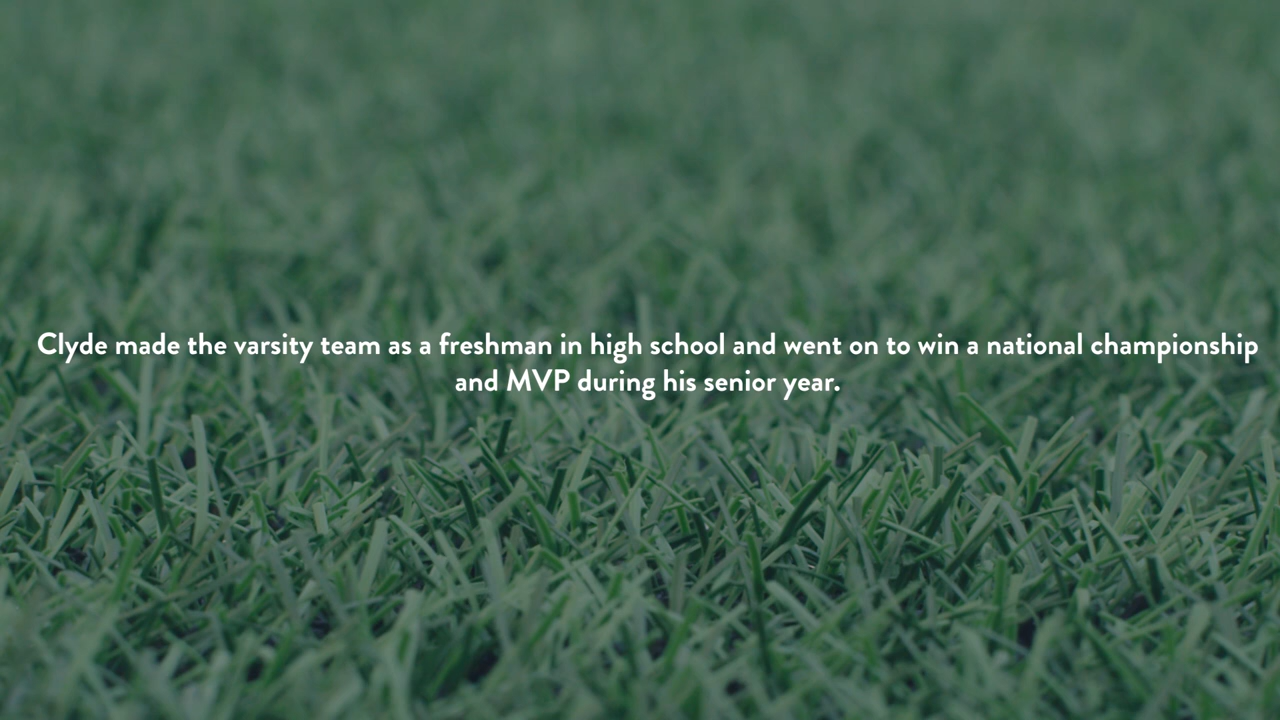 Clyde made the varsity team as a freshman in high school and went on to win a national championship
and MVP during his senior year.